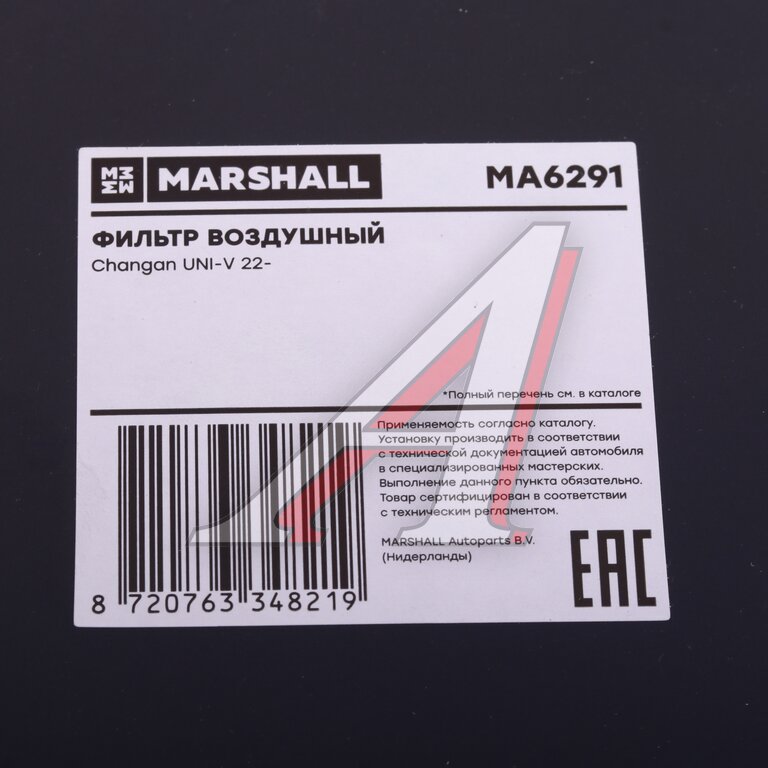 MARSHALL
MA6291
ФИЛЬТР ВОЗДУШНЫЙ
Changan UNI-V 22-
*Полный перечень см. в каталоге
Применяемость согласно каталогу.
Установку производить в соответствии
с технической документацией автомобиля
в специализированных мастерских.
Выполнение данного пункта обязательно.
Товар сертифицирован в соответствии
с техническим регламентом.
MARSHALL Autoparts B.V.
(Нидерланды)
EAC
8 720763 348219